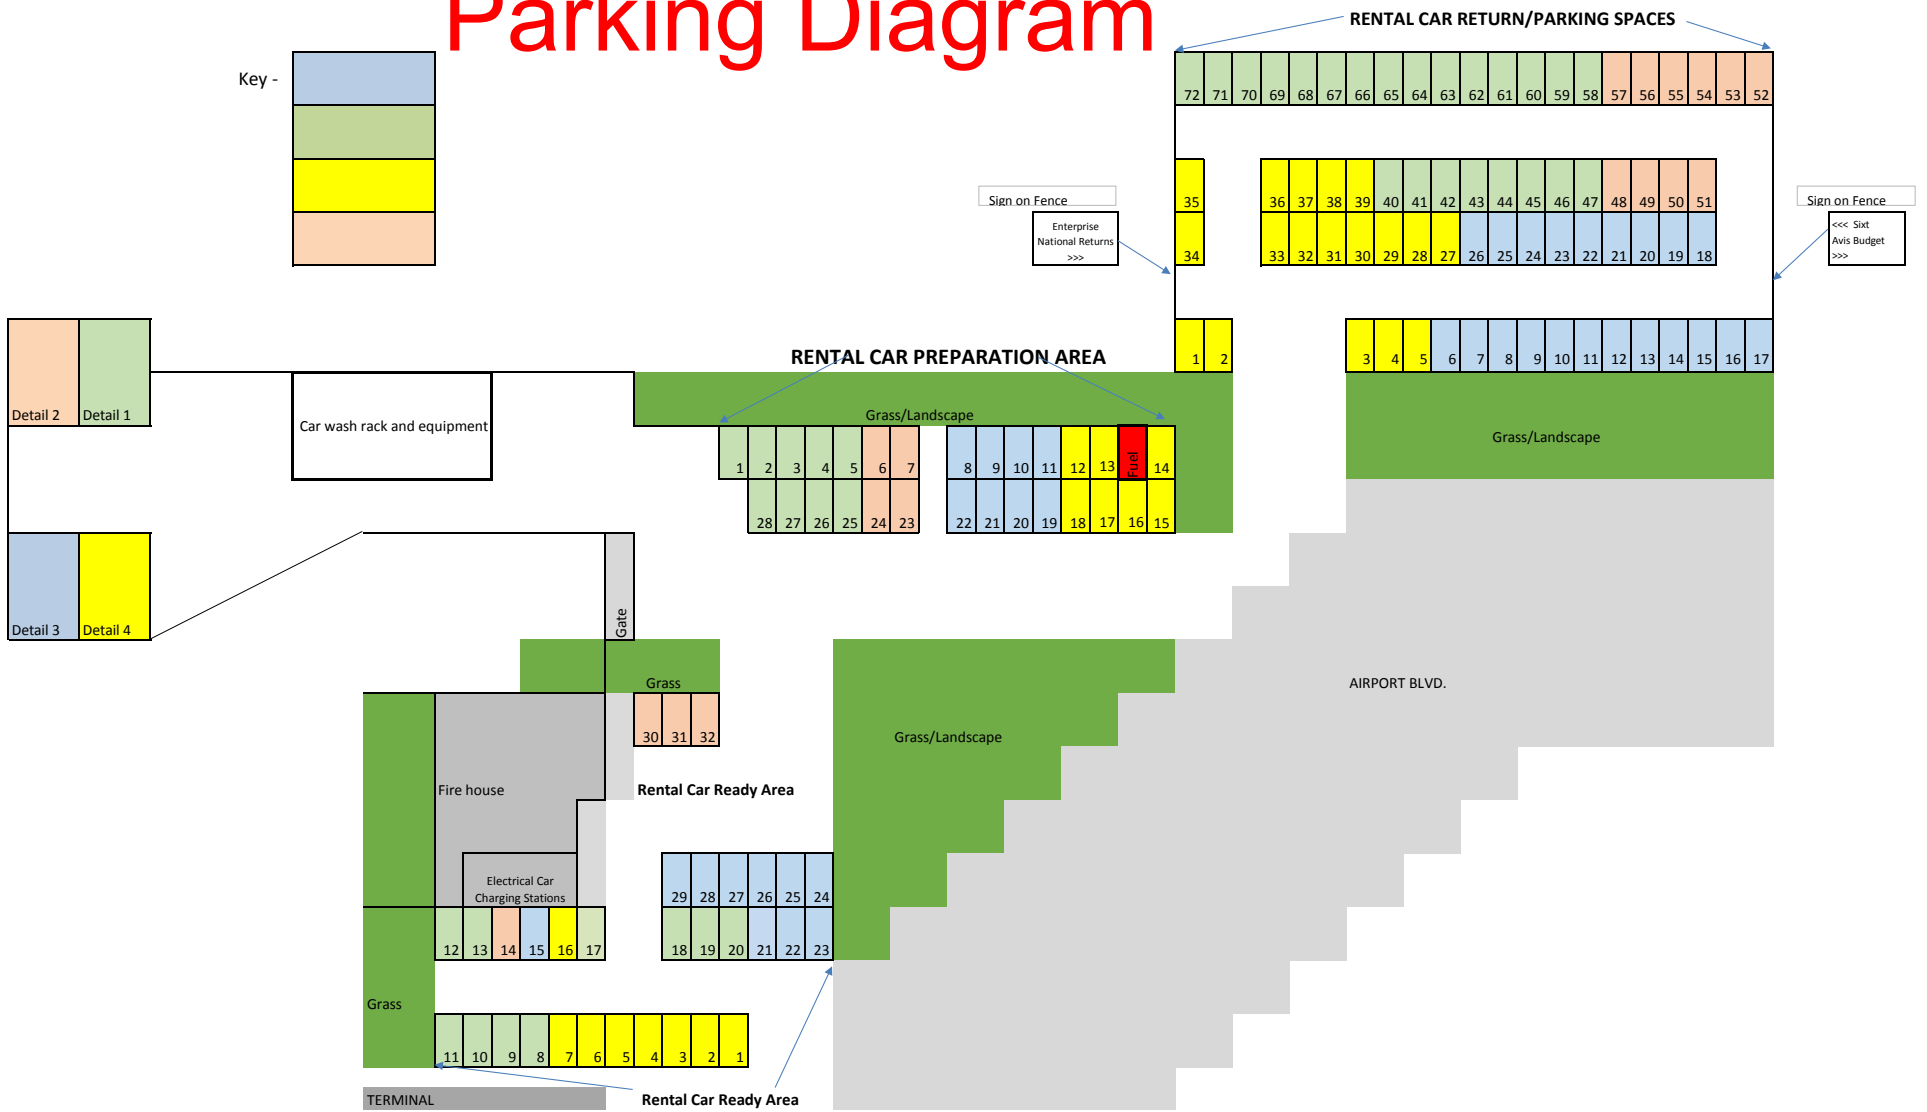 Parking Diagram
RENTAL CAR RETURN/PARKING SPACES
Key -
72 71 70 69 68 67 66 65 64 63 62 61 60 59 58 57 56 55 54 53 52
35 36 37 38 39 40 41 42 43 44 45 46 47 48 49 50 51
Sign on Fence
Enterprise
National Returns
>>>
Sign on Fence
<<< Sixt
Avis Budget
>>>
34 33 32 31 30 29 28 27 26 25 24 23 22 21 20 19 18
1 2 3 4 5 6 7 8 9 10 11 12 13 14 15 16 17
RENTAL CAR PREPARATION AREA
Detail 2 Detail 1
Car wash rack and equipment
Grass/Landscape
Grass/Landscape
1 2 3 4 5 6 7 8 9 10 11 12 13 Fuel 14
28 27 26 25 24 23 22 21 20 19 18 17 16 15
Detail 3 Detail 4
Gate
Grass
AIRPORT BLVD.
30 31 32
Grass/Landscape
Fire house
Rental Car Ready Area
Electrical Car
Charging Stations
29 28 27 26 25 24
12 13 14 15 16 17 18 19 20 21 22 23
Grass
11 10 9 8 7 6 5 4 3 2 1
TERMINAL
Rental Car Ready Area